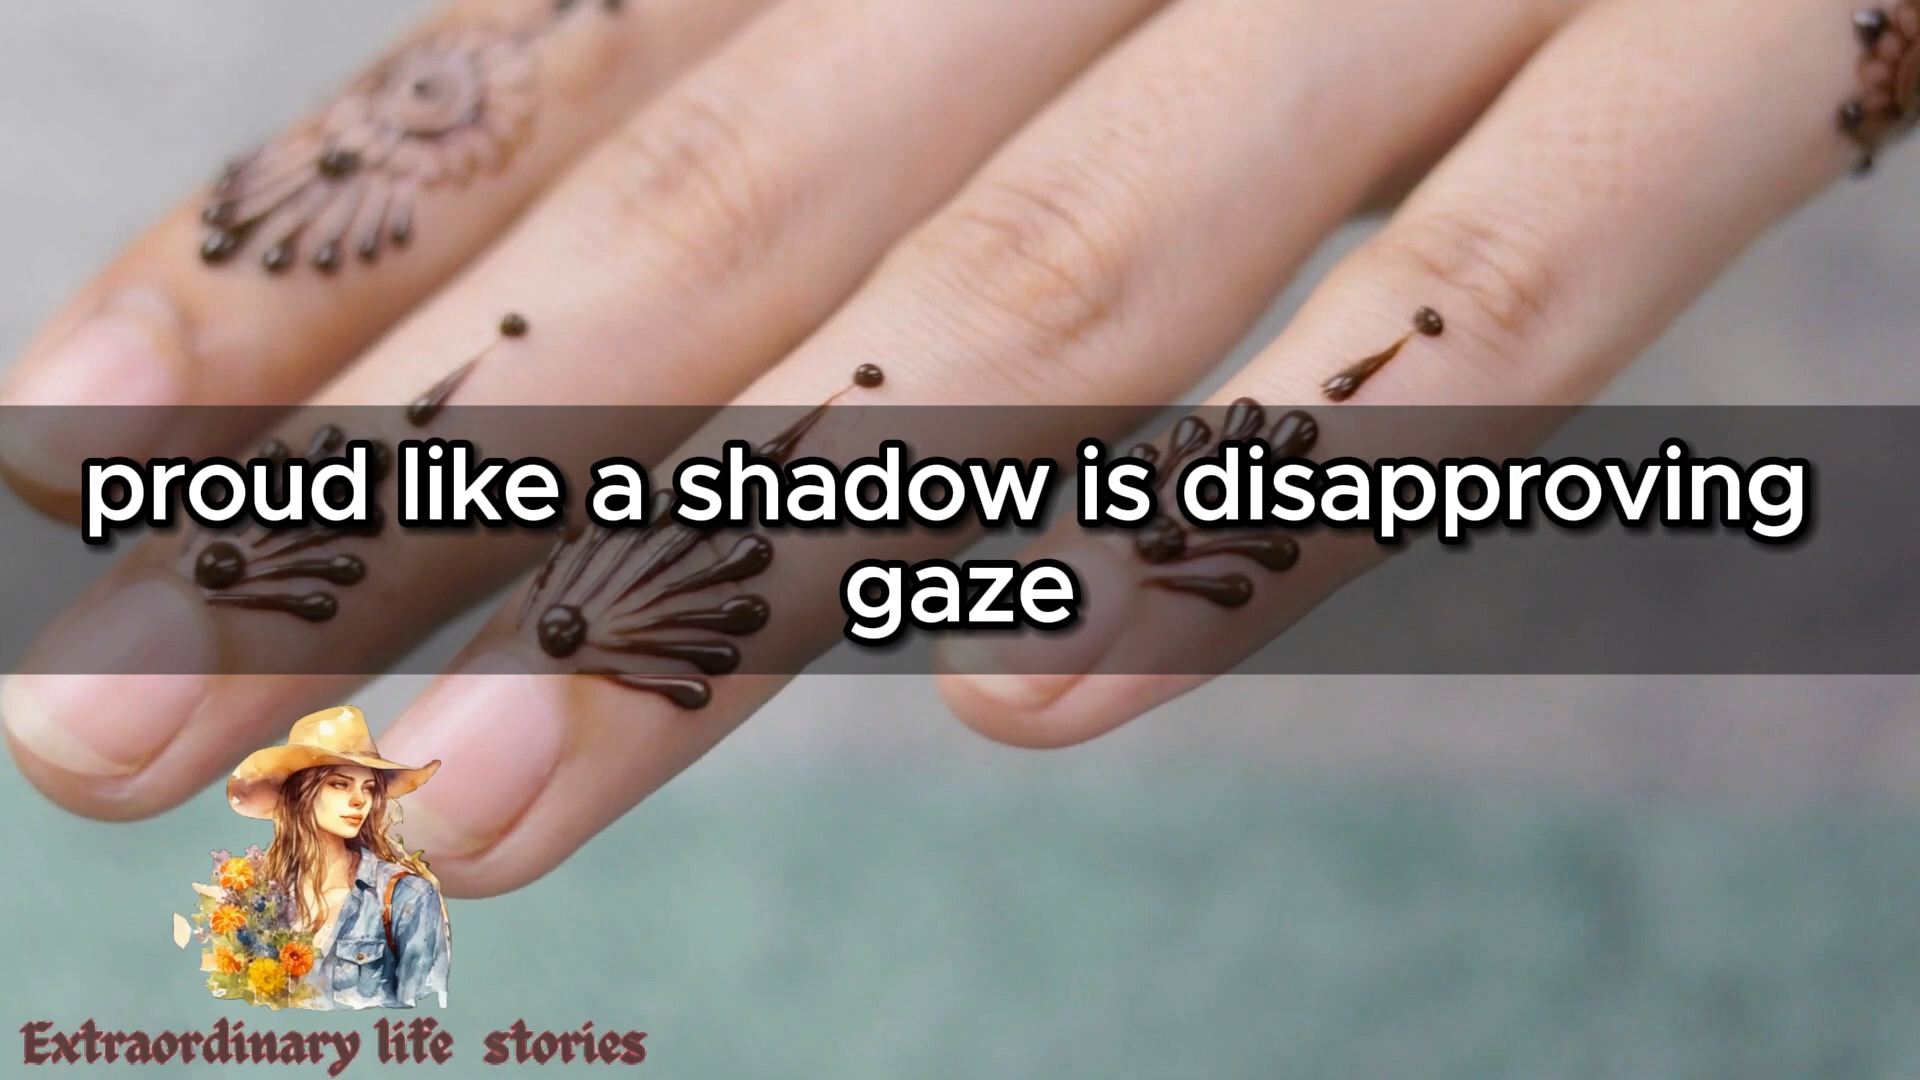 proud like a shadow is disapproving
gaze
Extraordinary life stories